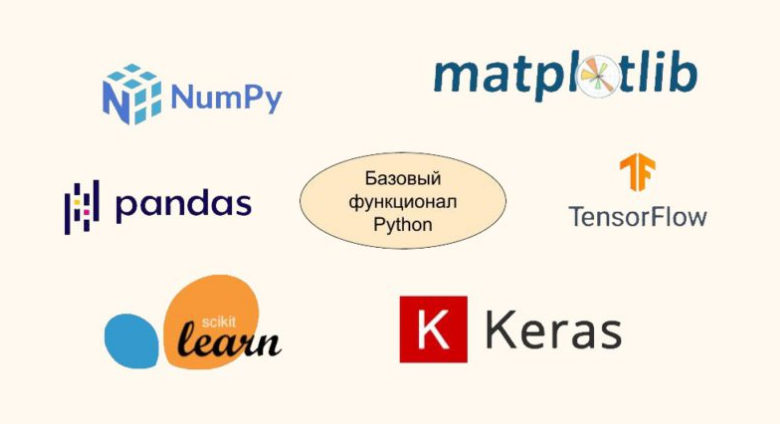 NumPy
matplotlib
pandas
Базовый
функционал
Python
TensorFlow
scikit
learn
K Keras